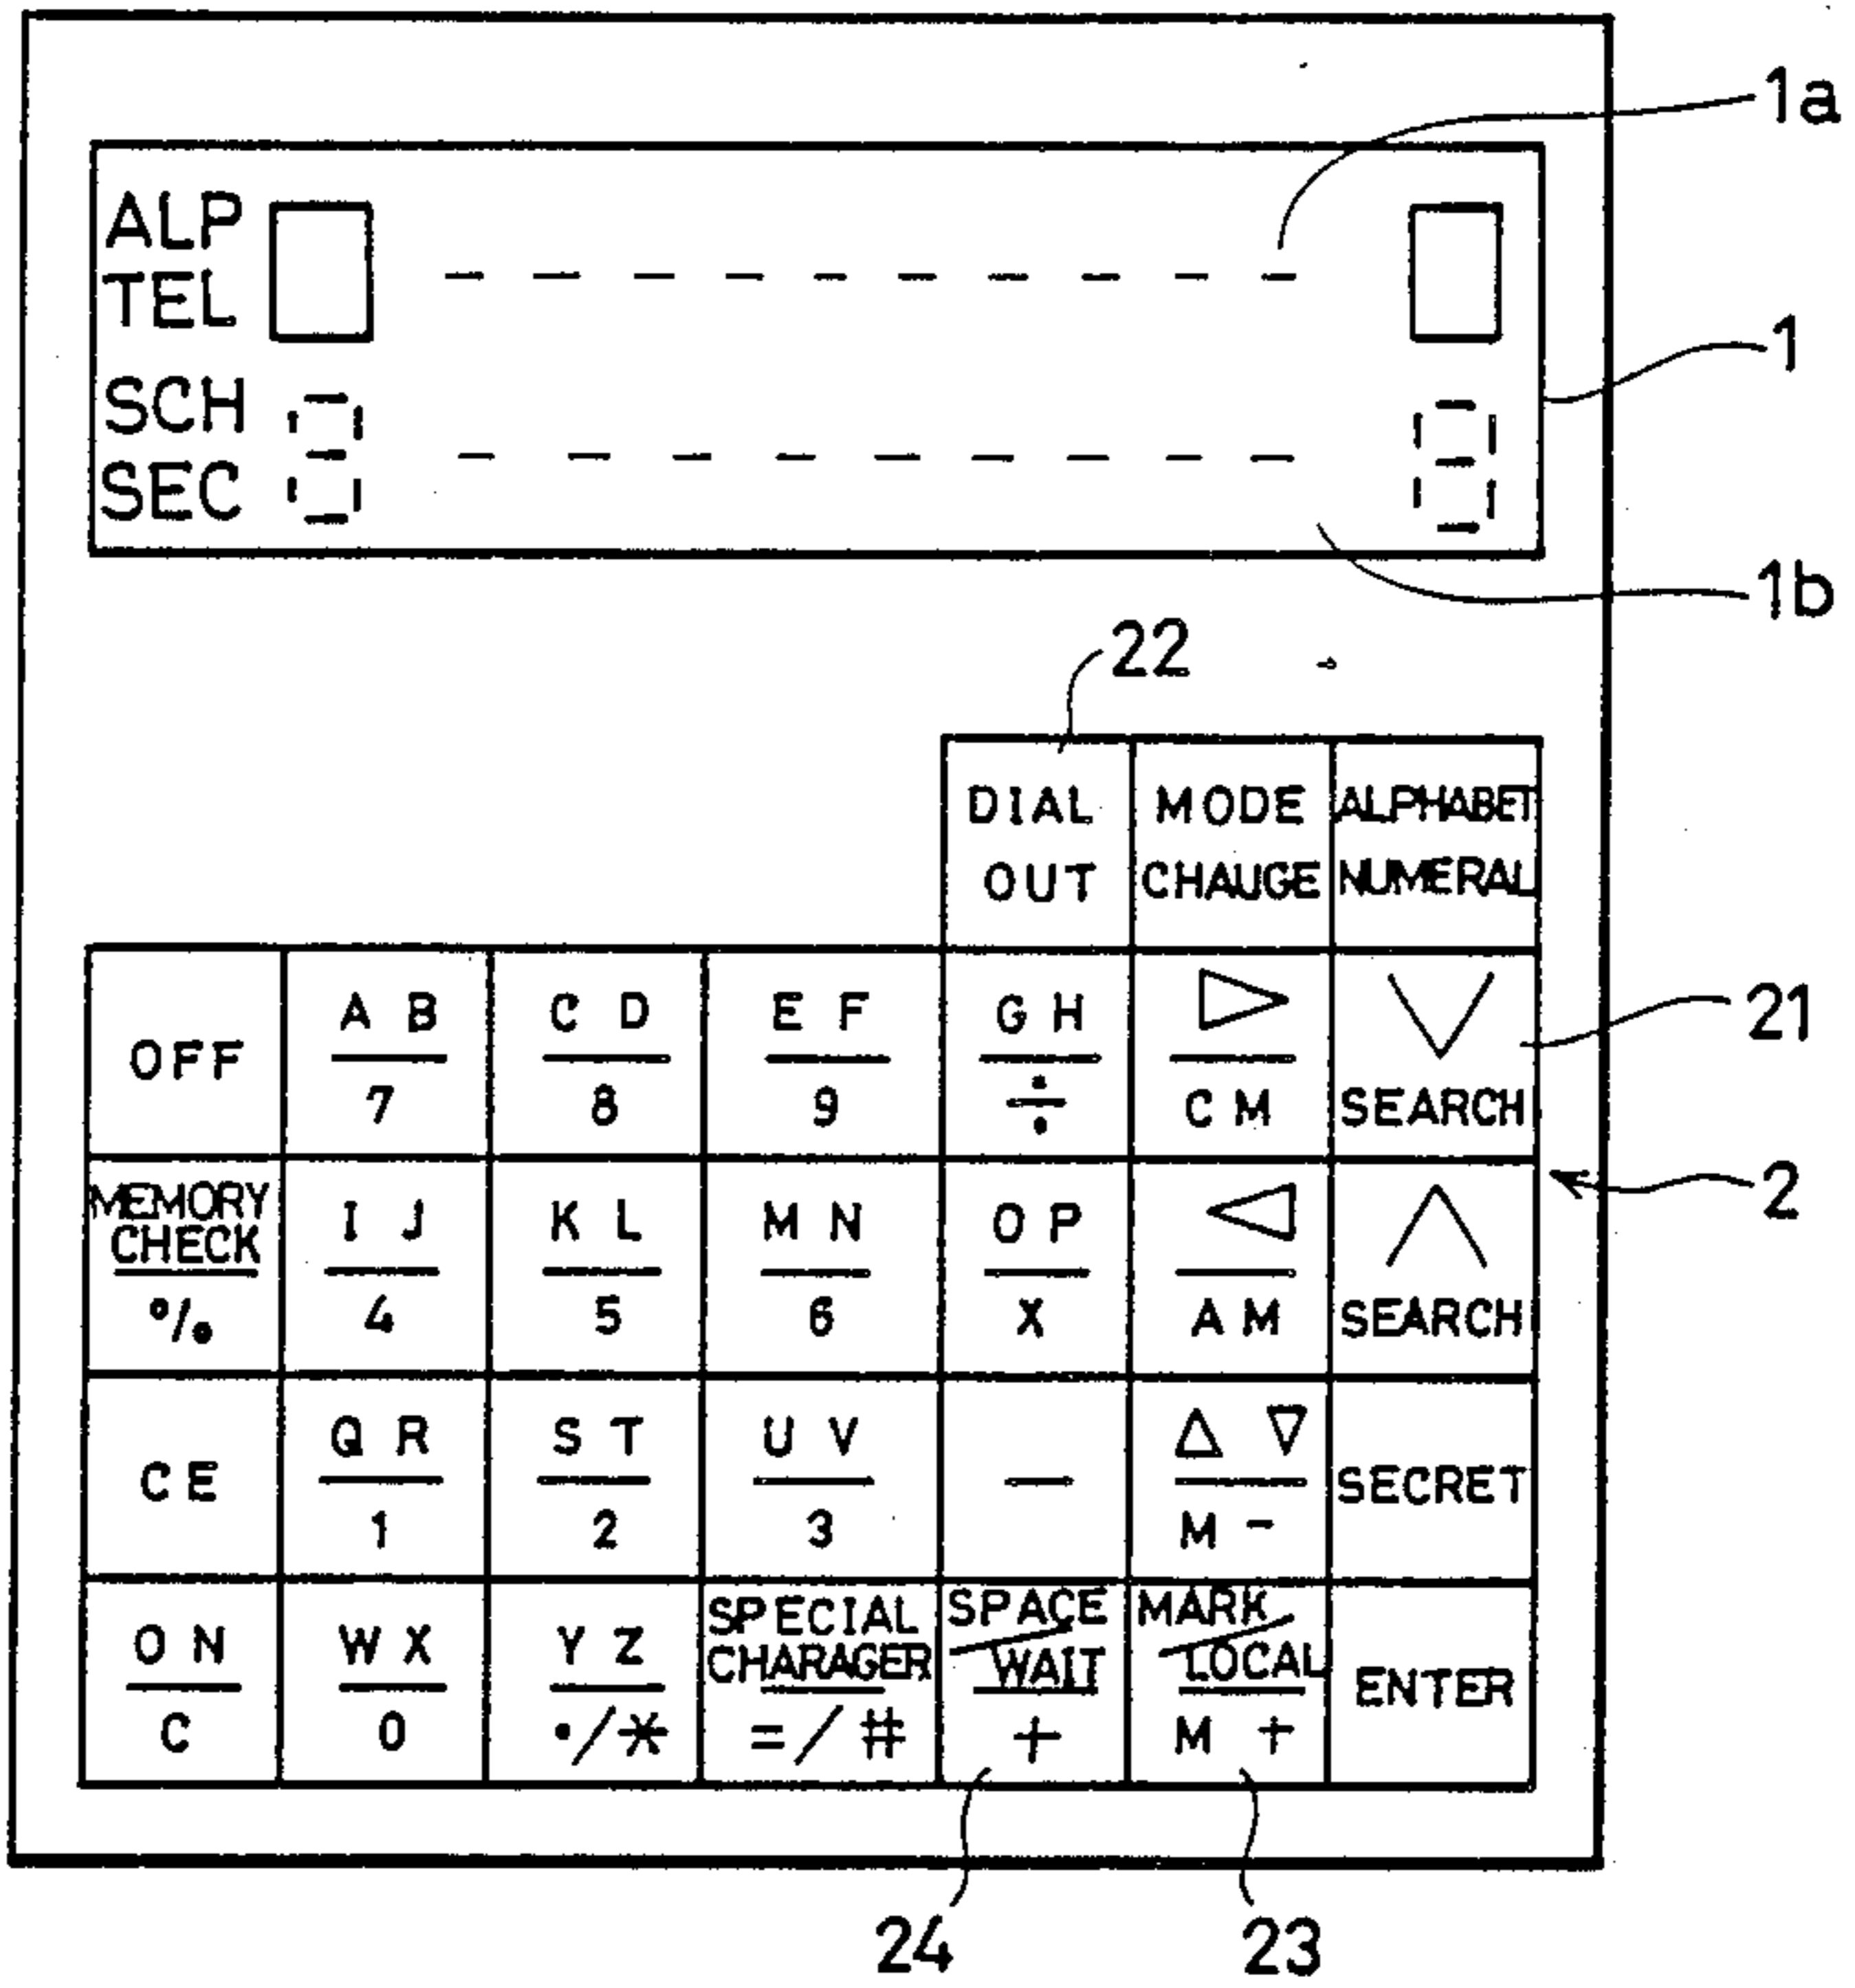 1a
ALP
TEL
1
SCH
SEC
1b
22
DIAL OUT
MODE CHAUGE
ALPHABET NUMERAL
OFF
A B
7
C D
8
E F
9
G H
÷
▷
C M
SEARCH
21
MEMORY CHECK
%
I J
4
K L
5
M N
6
O P
X
◁
A M
SEARCH
2
CE
Q R
1
S T
2
U V
3
—
△ ▽
M -
SECRET
ON
C
W X
0
Y Z
•/*
SPECIAL CHARAGER
=/#
SPACE/WAIT
+
MARK/LOCAL
M +
ENTER
24
23